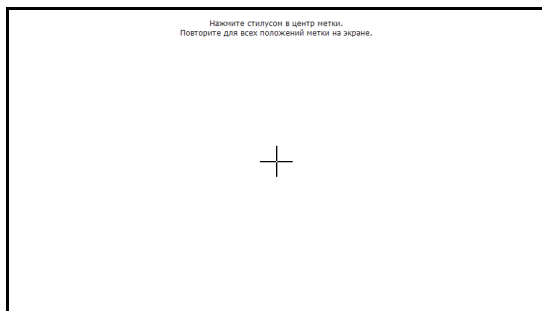 Нажмите стилусом в центр метки.
Повторите для всех положений метки на экране.